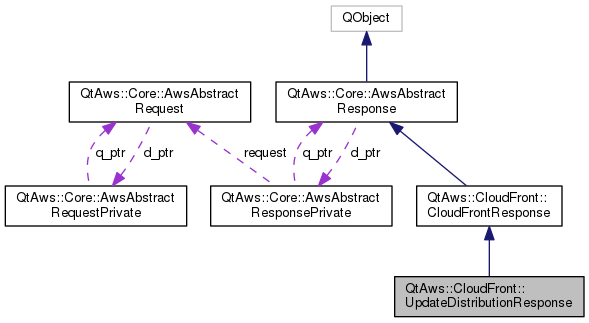 QObject
QtAws::Core::AwsAbstract
Request
QtAws::Core::AwsAbstract
Response
q_ptr
d_ptr
request
q_ptr
d_ptr
QtAws::Core::AwsAbstract
RequestPrivate
QtAws::Core::AwsAbstract
ResponsePrivate
QtAws::CloudFront::
CloudFrontResponse
QtAws::CloudFront::
UpdateDistributionResponse